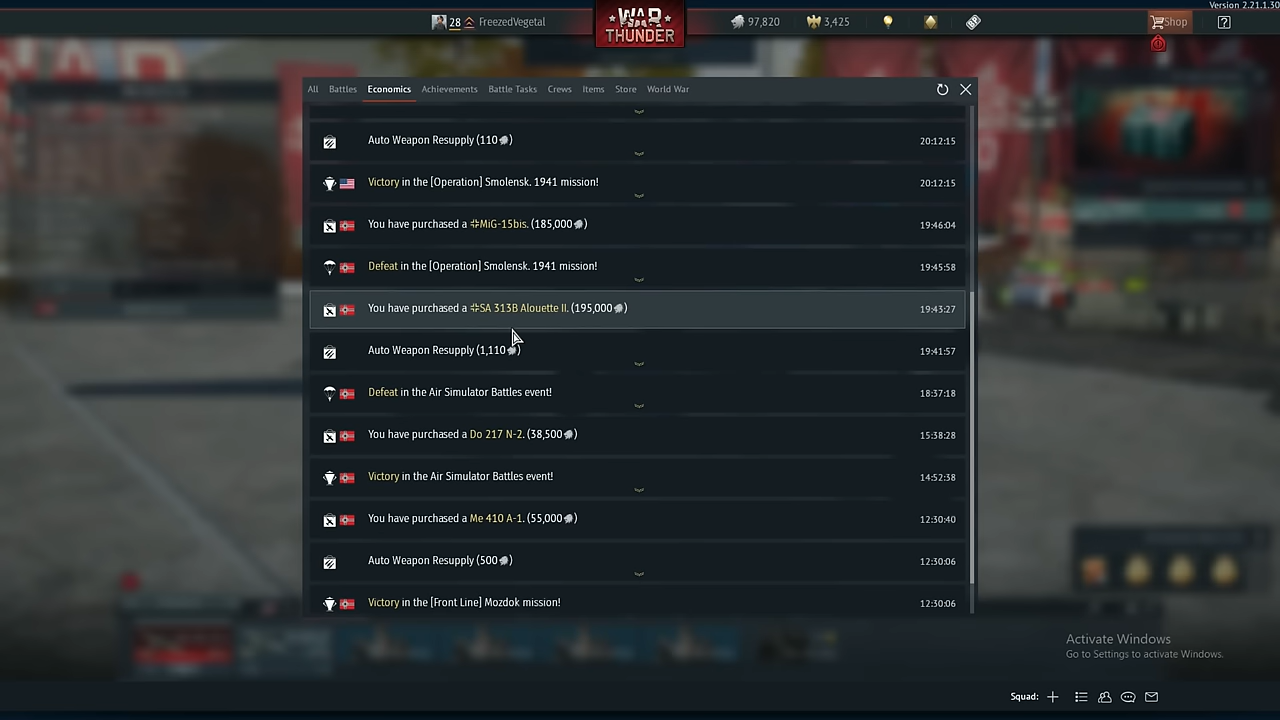 Version 2.21.1.30
28 FreezedVegetal
WAR THUNDER
97,820
3,425
Shop
All Battles Economics Achievements Battle Tasks Crews Items Store World War
Auto Weapon Resupply (110) 20:12:15
Victory in the [Operation] Smolensk. 1941 mission! 20:12:15
You have purchased a MiG-15bis. (185,000) 19:46:04
Defeat in the [Operation] Smolensk. 1941 mission! 19:45:58
You have purchased a SA 313B Alouette II. (195,000) 19:43:27
Auto Weapon Resupply (1,110) 19:41:57
Defeat in the Air Simulator Battles event! 18:37:18
You have purchased a Do 217 N-2. (38,500) 15:38:28
Victory in the Air Simulator Battles event! 14:52:38
You have purchased a Me 410 A-1. (55,000) 12:30:40
Auto Weapon Resupply (500) 12:30:06
Victory in the [Front Line] Mozdok mission! 12:30:06
Activate Windows
Go to Settings to activate Windows.
Squad: